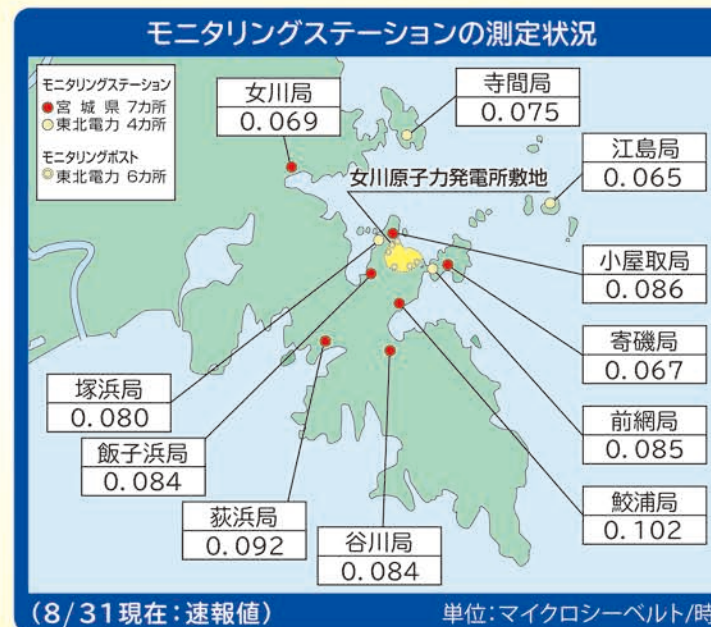 モニタリングステーションの測定状況
モニタリングステーション
宮城県 7カ所
東北電力 4カ所
モニタリングポスト
東北電力 6カ所
女川局
0.069
寺間局
0.075
江島局
0.065
女川原子力発電所敷地
小屋取局
0.086
寄磯局
0.067
前網局
0.085
鮫浦局
0.102
塚浜局
0.080
飯子浜局
0.084
荻浜局
0.092
谷川局
0.084
(8/31現在:速報値)
単位:マイクロシーベルト/時